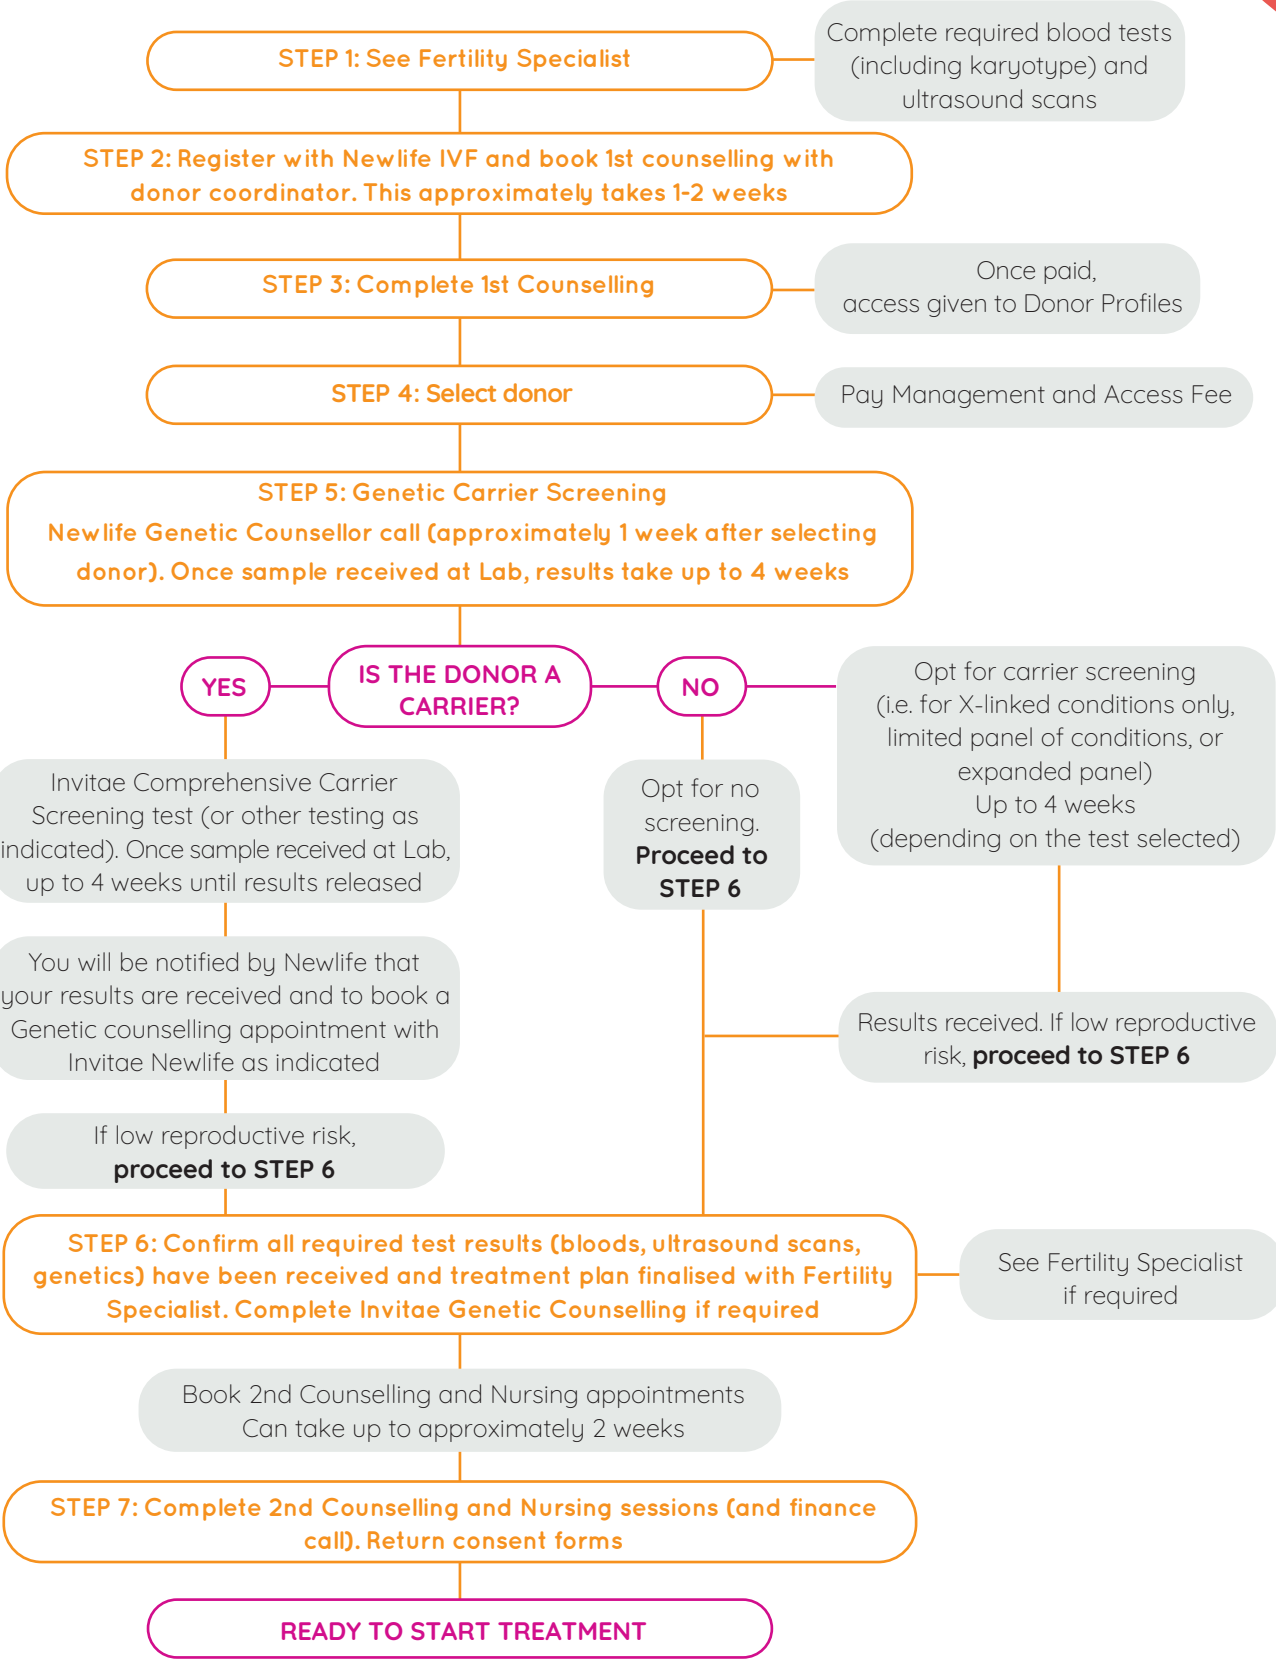 STEP 1: See Fertility Specialist
Complete required blood tests
(including karyotype) and
ultrasound scans
STEP 2: Register with Newlife IVF and book 1st counselling with
donor coordinator. This approximately takes 1-2 weeks
STEP 3: Complete 1st Counselling
Once paid,
access given to Donor Profiles
STEP 4: Select donor
Pay Management and Access Fee
STEP 5: Genetic Carrier Screening
Newlife Genetic Counsellor call (approximately 1 week after selecting
donor). Once sample received at Lab, results take up to 4 weeks
IS THE DONOR A
CARRIER?
YES
NO
Invitae Comprehensive Carrier
Screening test (or other testing as
indicated). Once sample received at Lab,
up to 4 weeks until results released
You will be notified by Newlife that
your results are received and to book a
Genetic counselling appointment with
Invitae Newlife as indicated
If low reproductive risk,
proceed to STEP 6
Opt for no
screening.
Proceed to
STEP 6
Opt for carrier screening
(i.e. for X-linked conditions only,
limited panel of conditions, or
expanded panel)
Up to 4 weeks
(depending on the test selected)
Results received. If low reproductive
risk, proceed to STEP 6
STEP 6: Confirm all required test results (bloods, ultrasound scans,
genetics) have been received and treatment plan finalised with Fertility
Specialist. Complete Invitae Genetic Counselling if required
See Fertility Specialist
if required
Book 2nd Counselling and Nursing appointments
Can take up to approximately 2 weeks
STEP 7: Complete 2nd Counselling and Nursing sessions (and finance
call). Return consent forms
READY TO START TREATMENT